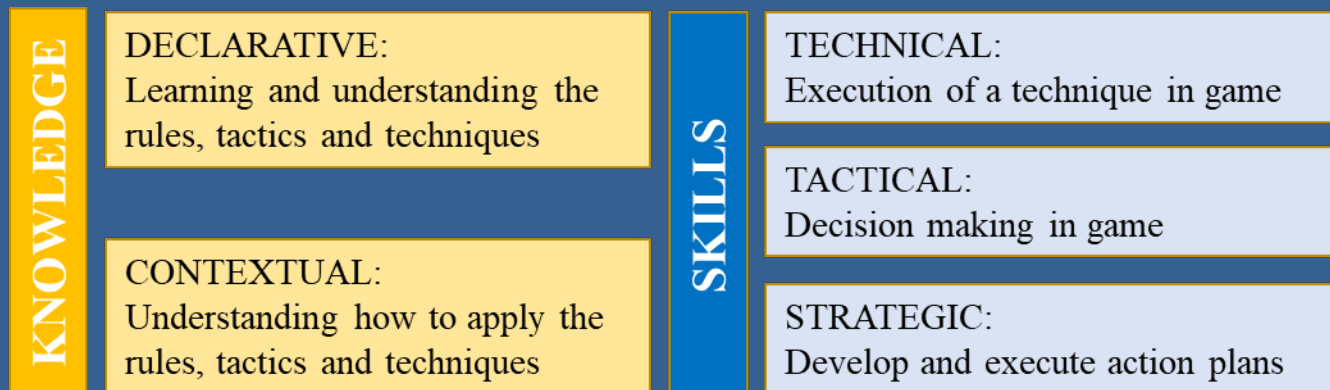 KNOWLEDGE
DECLARATIVE:
Learning and understanding the
rules, tactics and techniques
CONTEXTUAL:
Understanding how to apply the
rules, tactics and techniques
SKILLS
TECHNICAL:
Execution of a technique in game
TACTICAL:
Decision making in game
STRATEGIC:
Develop and execute action plans